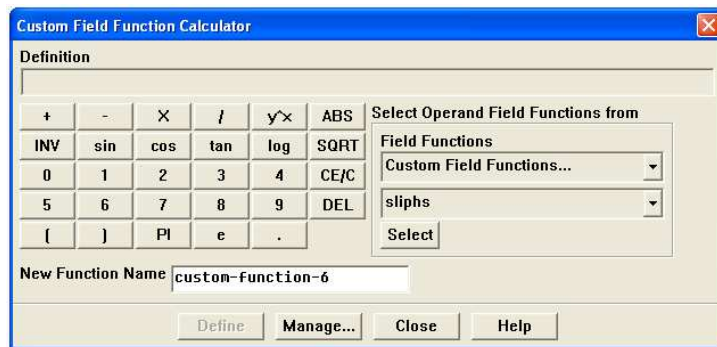 Custom Field Function Calculator
Definition
+ - X / y^x ABS
INV sin cos tan log SQRT
0 1 2 3 4 CE/C
5 6 7 8 9 DEL
( ) PI e .
Select Operand Field Functions from
Field Functions
Custom Field Functions...
sliphs
Select
New Function Name custom-function-6
Define Manage... Close Help